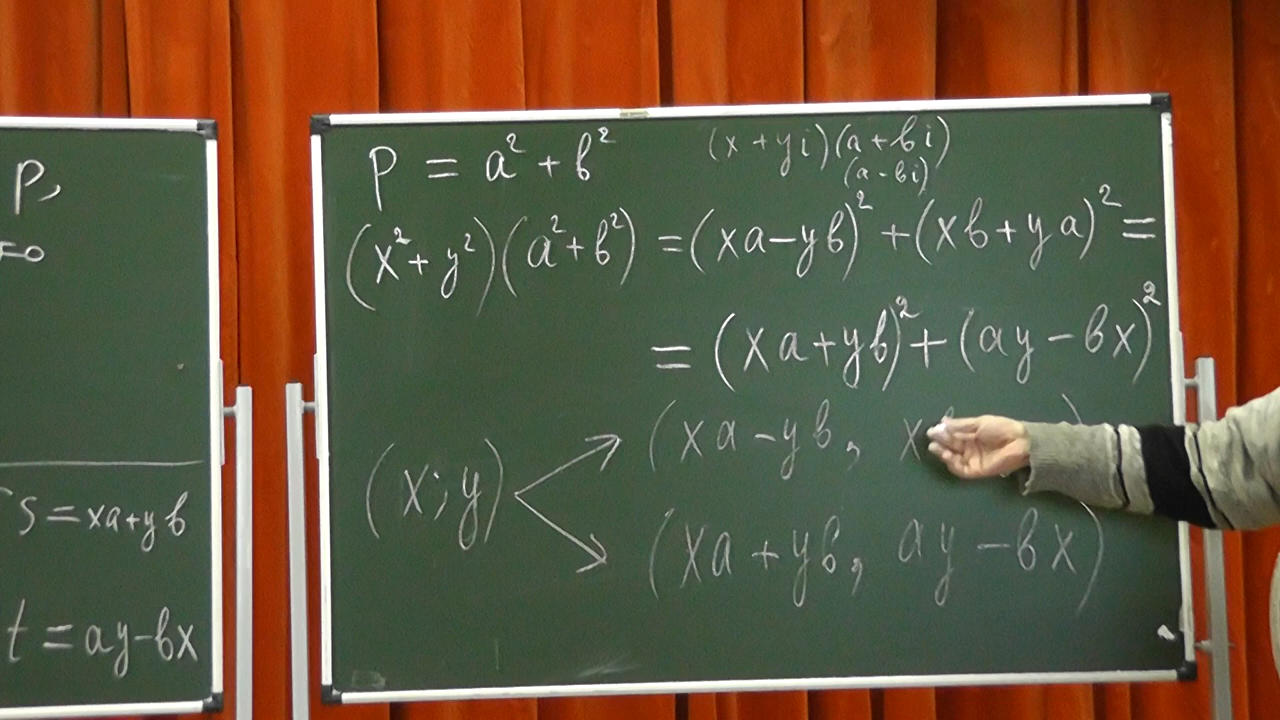 p,
=0
s = xa+yb
t = ay-bx
p = a² + b²
(x + yi)(a + bi)
(a - bi)
(x² + y²)(a² + b²) = (xa - yb)² + (xb + ya)² =
= (xa + yb)² + (ay - bx)²
(x; y)
(xa - yb, x )
(xa + yb, ay - bx)